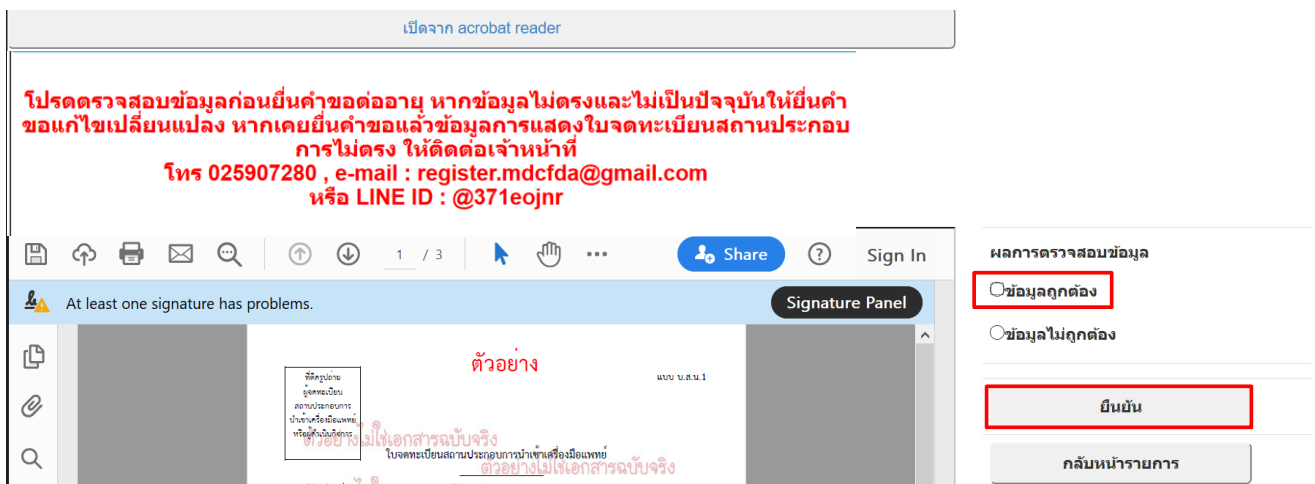 เปิดจาก acrobat reader
โปรดตรวจสอบข้อมูลก่อนยื่นคำขอต่ออายุ หากข้อมูลไม่ตรงและไม่เป็นปัจจุบันให้ยื่นคำ
ขอแก้ไขเปลี่ยนแปลง หากเคยยื่นคำขอแล้วข้อมูลการแสดงใบจดทะเบียนสถานประกอบ
การไม่ตรง ให้ติดต่อเจ้าหน้าที่
โทร 025907280 , e-mail : register.mdcfda@gmail.com
หรือ LINE ID : @371eojnr
1 / 3
Share
Sign In
At least one signature has problems.
Signature Panel
ตัวอย่าง
แบบ บ.ส.น.1
ที่ติดรูปถ่าย
ผู้จดทะเบียน
สถานประกอบการ
นำเข้าเครื่องมือแพทย์
หรือผู้ดำเนินกิจการ
ตัวอย่างไม่ใช่เอกสารฉบับจริง
ใบจดทะเบียนสถานประกอบการนำเข้าเครื่องมือแพทย์
ตัวอย่างไม่ใช่เอกสารฉบับจริง
ผลการตรวจสอบข้อมูล
ข้อมูลถูกต้อง
ข้อมูลไม่ถูกต้อง
ยืนยัน
กลับหน้ารายการ